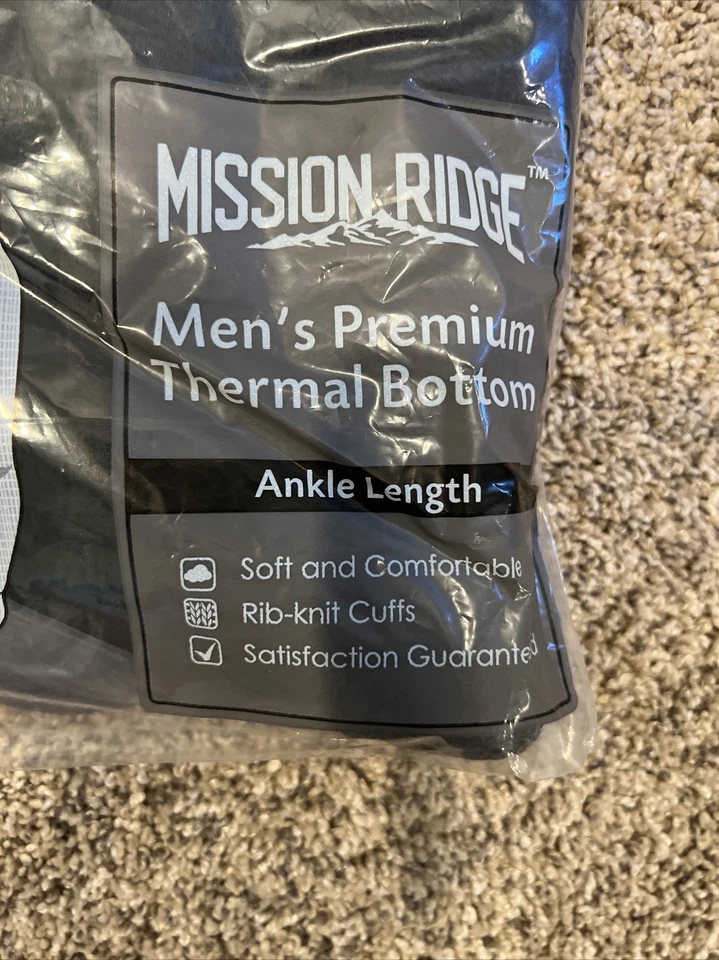 MISSION RIDGE™
Men's Premium
Thermal Bottom
Ankle Length
Soft and Comfortable
Rib-knit Cuffs
Satisfaction Guaranteed